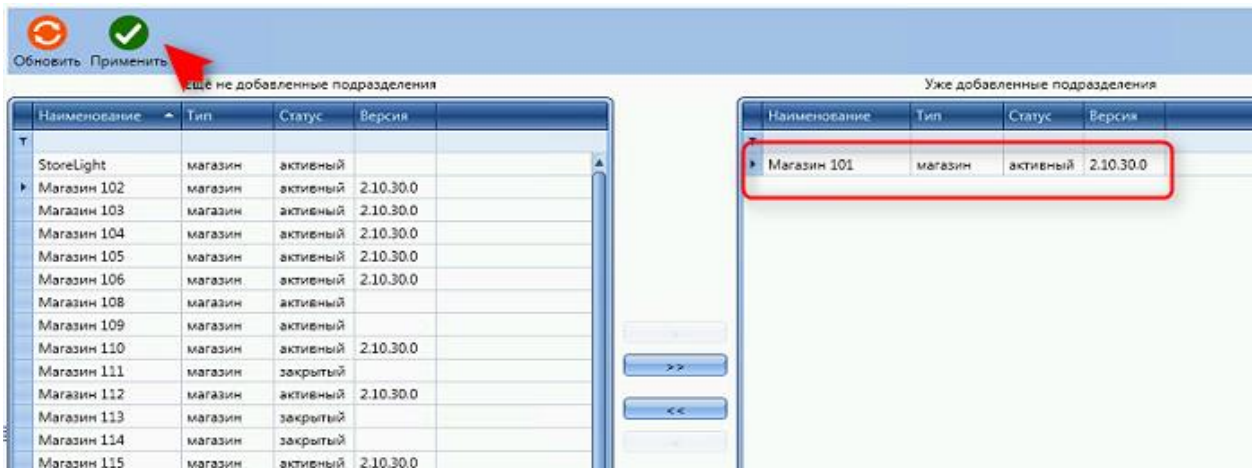 Обновить Применить
Еще не добавленные подразделения
Уже добавленные подразделения
Наименование Тип Статус Версия
Наименование Тип Статус Версия
StoreLight магазин активный
Магазин 101 магазин активный 2.10.30.0
Магазин 102 магазин активный 2.10.30.0
Магазин 103 магазин активный 2.10.30.0
Магазин 104 магазин активный 2.10.30.0
Магазин 105 магазин активный 2.10.30.0
Магазин 106 магазин активный 2.10.30.0
Магазин 108 магазин активный
Магазин 109 магазин активный
Магазин 110 магазин активный 2.10.30.0
Магазин 111 магазин закрытый
>>
Магазин 112 магазин активный 2.10.30.0
Магазин 113 магазин закрытый
<<
Магазин 114 магазин закрытый
Магазин 115 магазин активный 2.10.30.0